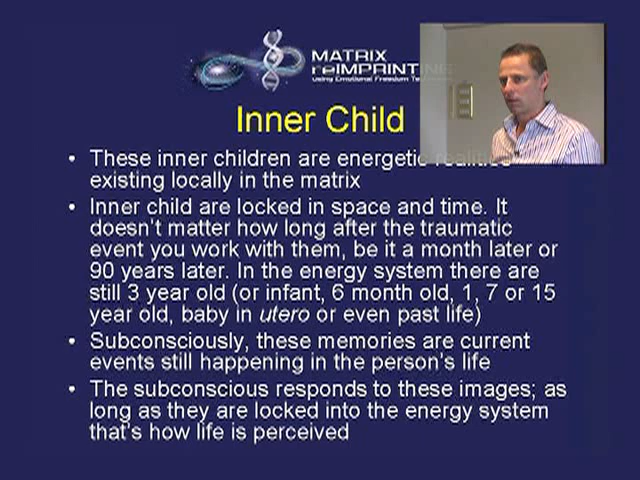 MATRIX
reIMPRINTING
using Emotional Freedom
Inner Child
• These inner children are energetic realities
existing locally in the matrix
• Inner child are locked in space and time. It
doesn't matter how long after the traumatic
event you work with them, be it a month later or
90 years later. In the energy system there are
still 3 year old (or infant, 6 month old, 1, 7 or 15
year old, baby in utero or even past life)
• Subconsciously, these memories are current
events still happening in the person's life
• The subconscious responds to these images; as
long as they are locked into the energy system
that's how life is perceived